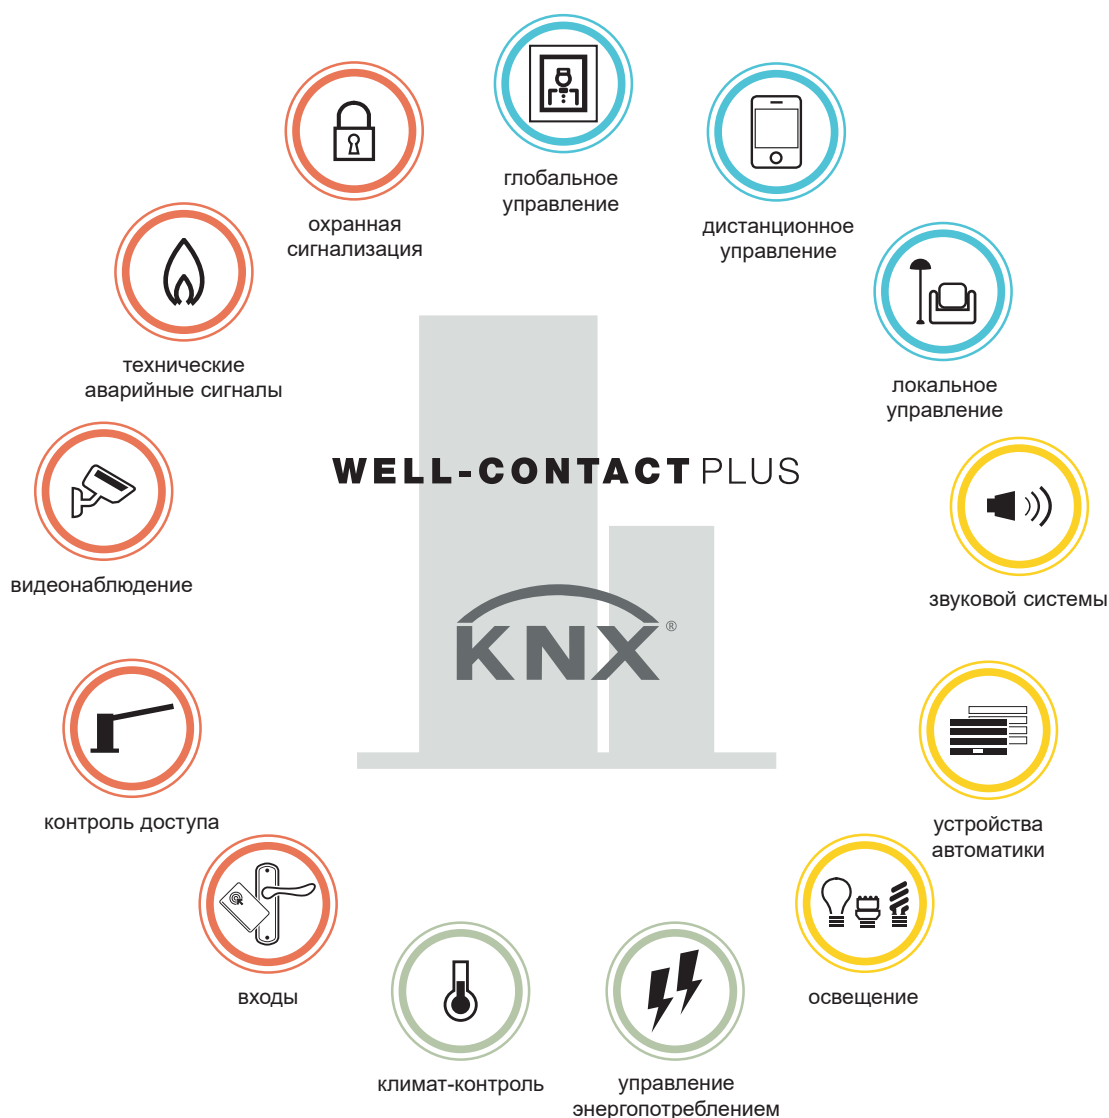 глобальное
управление
охранная
сигнализация
дистанционное
управление
технические
аварийные сигналы
локальное
управление
WELL-CONTACT PLUS
видеонаблюдение
звуковой системы
KNX®
контроль доступа
устройства
автоматики
входы
освещение
климат-контроль
управление
энергопотреблением